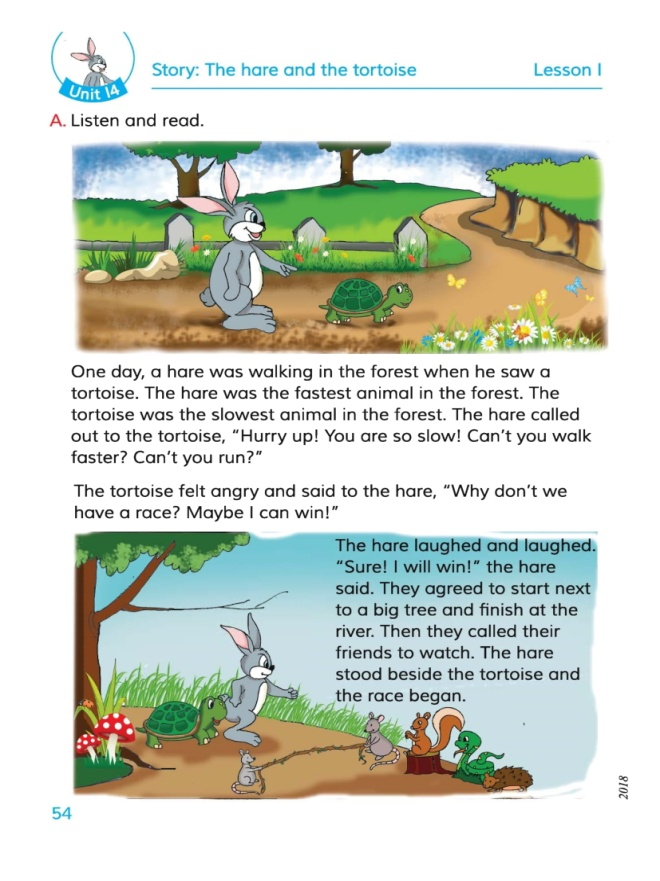 Unit 14
Story: The hare and the tortoise
Lesson 1
A. Listen and read.
One day, a hare was walking in the forest when he saw a
tortoise. The hare was the fastest animal in the forest. The
tortoise was the slowest animal in the forest. The hare called
out to the tortoise, “Hurry up! You are so slow! Can’t you walk
faster? Can’t you run?”
The tortoise felt angry and said to the hare, “Why don’t we
have a race? Maybe I can win!”
The hare laughed and laughed.
“Sure! I will win!” the hare
said. They agreed to start next
to a big tree and finish at the
river. Then they called their
friends to watch. The hare
stood beside the tortoise and
the race began.
54
2018